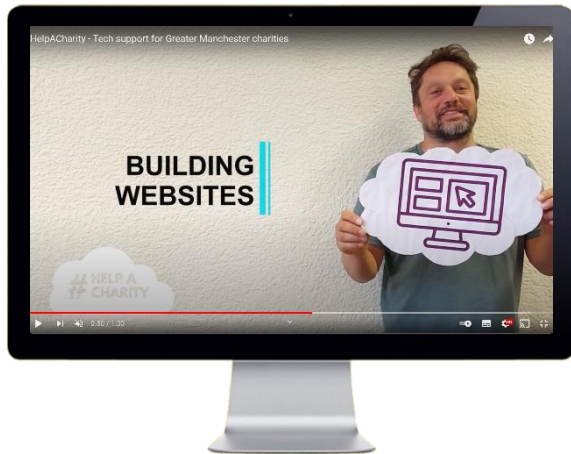 HelpACharity - Tech support for Greater Manchester charities
BUILDING
WEBSITES
# HELP A
CHARITY
0:50 / 1:30